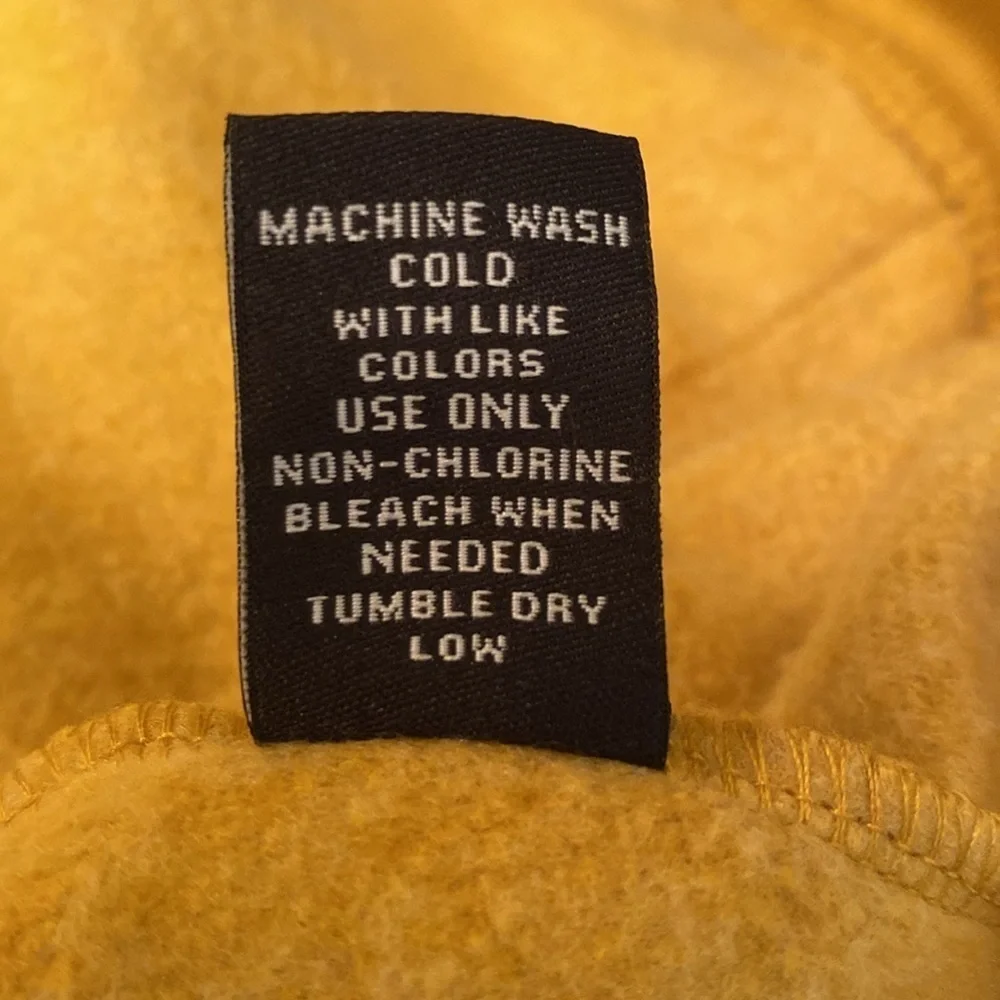 MACHINE WASH
COLD
WITH LIKE
COLORS
USE ONLY
NON-CHLORINE
BLEACH WHEN
NEEDED
TUMBLE DRY
LOW